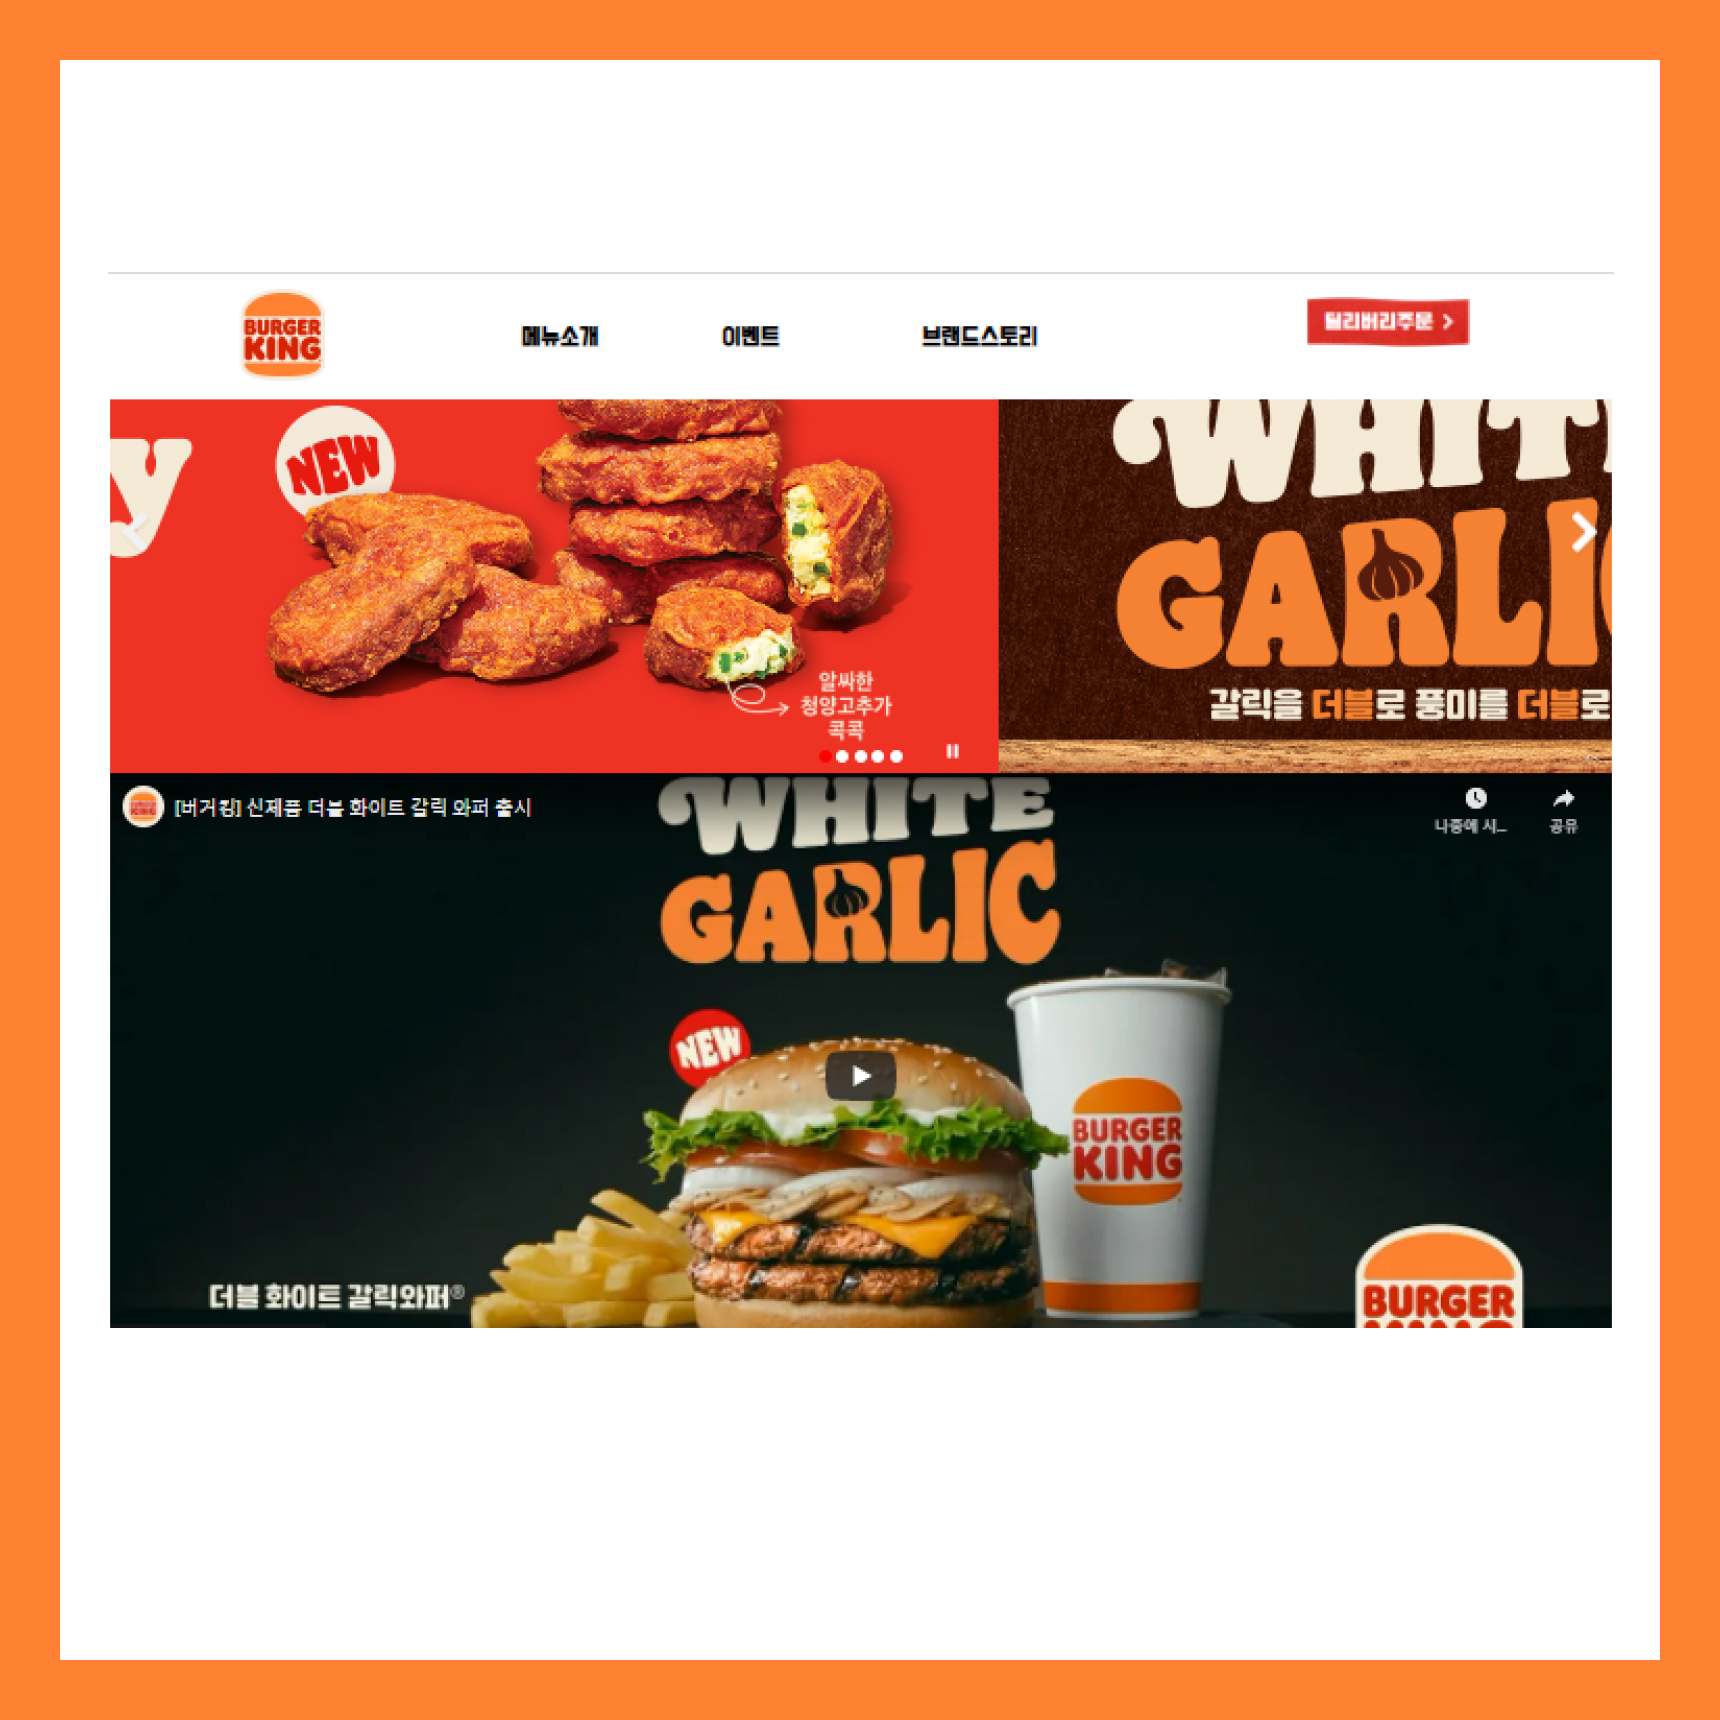 BURGER
KING
메뉴소개
이벤트
브랜드스토리
딜리버리주문
y
NEW
알싸한
청양고추가
콕콕
WHITE
GARLIC
갈릭을 더블로 풍미를 더블로
BURGER
KING
[버거킹] 신제품 더블 화이트 갈릭 와퍼 출시
나중에 시...
공유
WHITE
GARLIC
NEW
BURGER
KING
더블 화이트 갈릭와퍼®
BURGER
KING